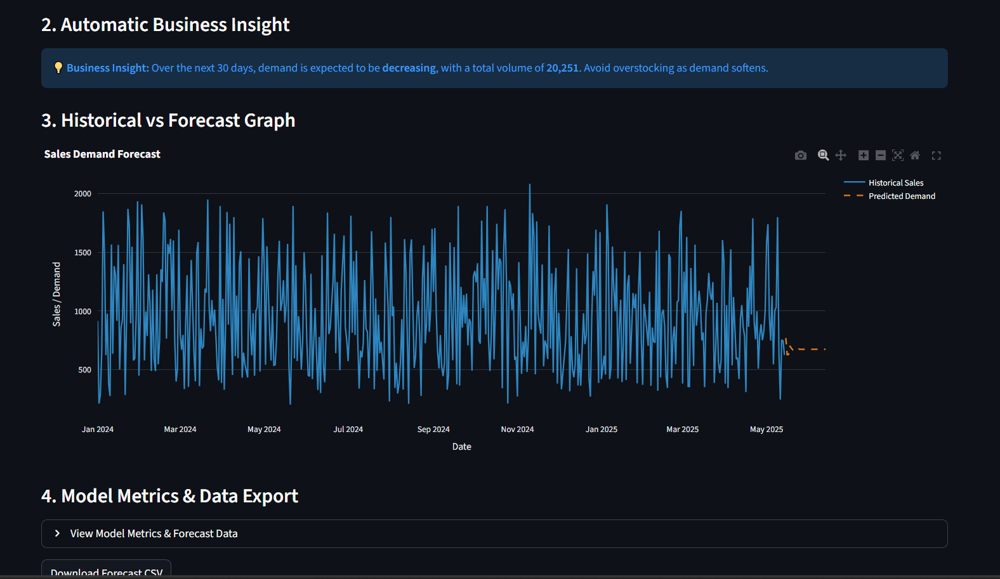 2. Automatic Business Insight
💡 Business Insight: Over the next 30 days, demand is expected to be decreasing, with a total volume of 20,251. Avoid overstocking as demand softens.
3. Historical vs Forecast Graph
Sales Demand Forecast
Historical Sales
Predicted Demand
2000
1500
1000
500
Sales / Demand
Jan 2024 Mar 2024 May 2024 Jul 2024 Sep 2024 Nov 2024 Jan 2025 Mar 2025 May 2025
Date
4. Model Metrics & Data Export
View Model Metrics & Forecast Data
Download Forecast CSV